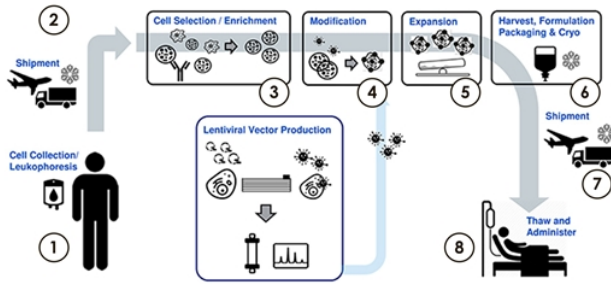 2
Shipment
Cell Selection / Enrichment
3
Modification
4
Expansion
5
Harvest, Formulation
Packaging & Cryo
6
Shipment
7
Lentiviral Vector Production
Cell Collection/
Leukophoresis
1
Thaw and
Administer
8